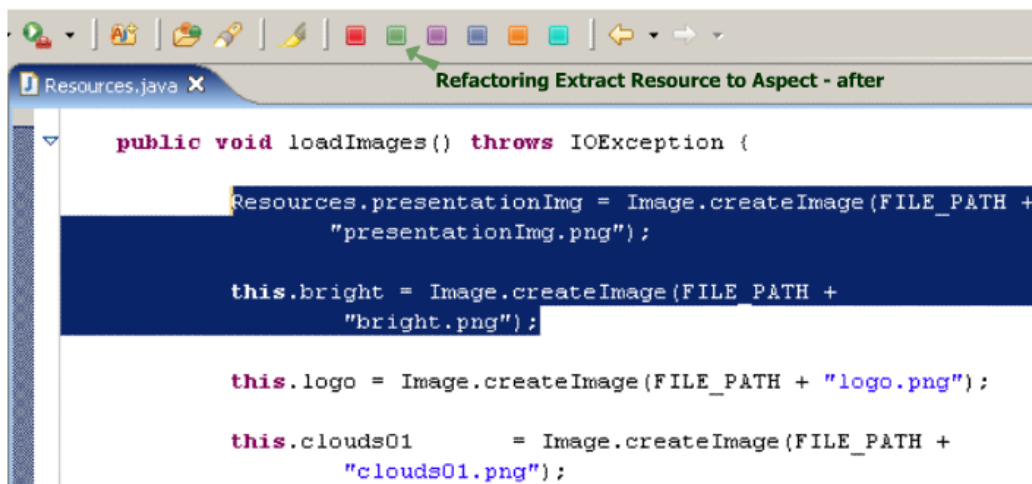 Refactoring Extract Resource to Aspect - after
Resources.java
public void loadImages() throws IOException {
Resources.presentationImg = Image.createImage(FILE_PATH +
"presentationImg.png");
this.bright = Image.createImage(FILE_PATH +
"bright.png");
this.logo = Image.createImage(FILE_PATH + "logo.png");
this.clouds01 = Image.createImage(FILE_PATH +
"clouds01.png");